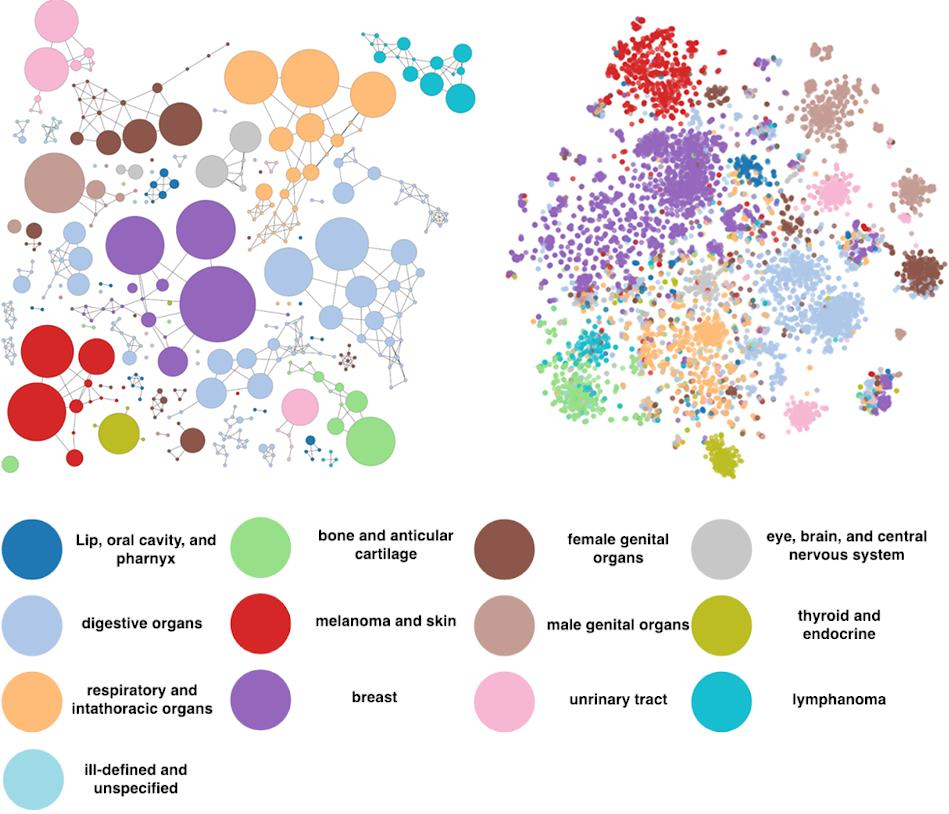 Lip, oral cavity, and
pharnyx
bone and anticular
cartilage
female genital
organs
eye, brain, and central
nervous system
digestive organs
melanoma and skin
male genital organs
thyroid and
endocrine
respiratory and
intathoracic organs
breast
unrinary tract
lymphanoma
ill-defined and
unspecified